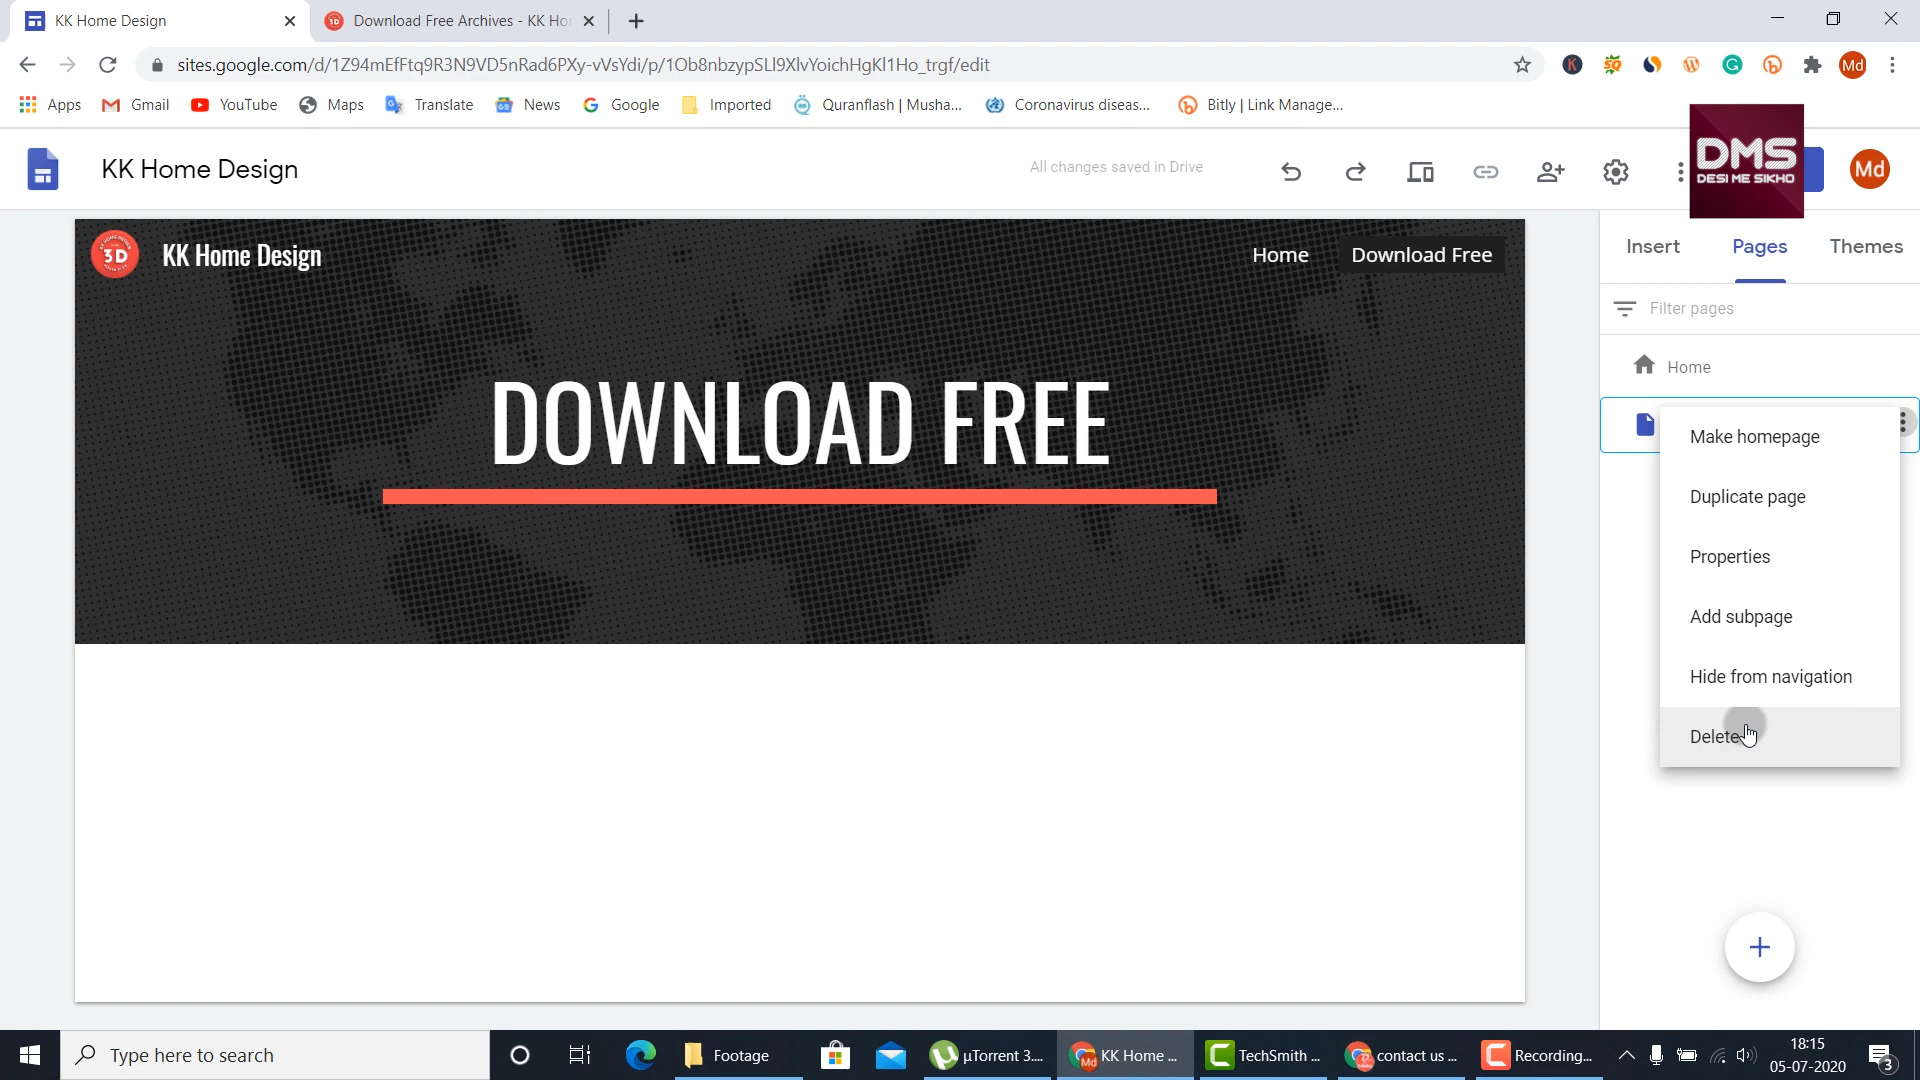 KK Home Design
Download Free Archives - KK Hor
sites.google.com/d/1Z94mEfFtq9R3N9VD5nRad6PXy-vVsYdi/p/1Ob8nbzypSLl9XlvYoichHgKl1Ho_trgf/edit
Md
Apps Gmail YouTube Maps Translate News Google Imported Quranflash | Musha... Coronavirus diseas... Bitly | Link Manage...
KK Home Design
All changes saved in Drive
DMS
DESI ME SIKHO
Md
3D
KK Home Design
Home
Download Free
DOWNLOAD FREE
Insert Pages Themes
Filter pages
Home
Make homepage
Duplicate page
Properties
Add subpage
Hide from navigation
Delete
Type here to search
Footage
µTorrent 3....
KK Home ...
TechSmith ...
contact us ...
Recording...
18:15
05-07-2020
3